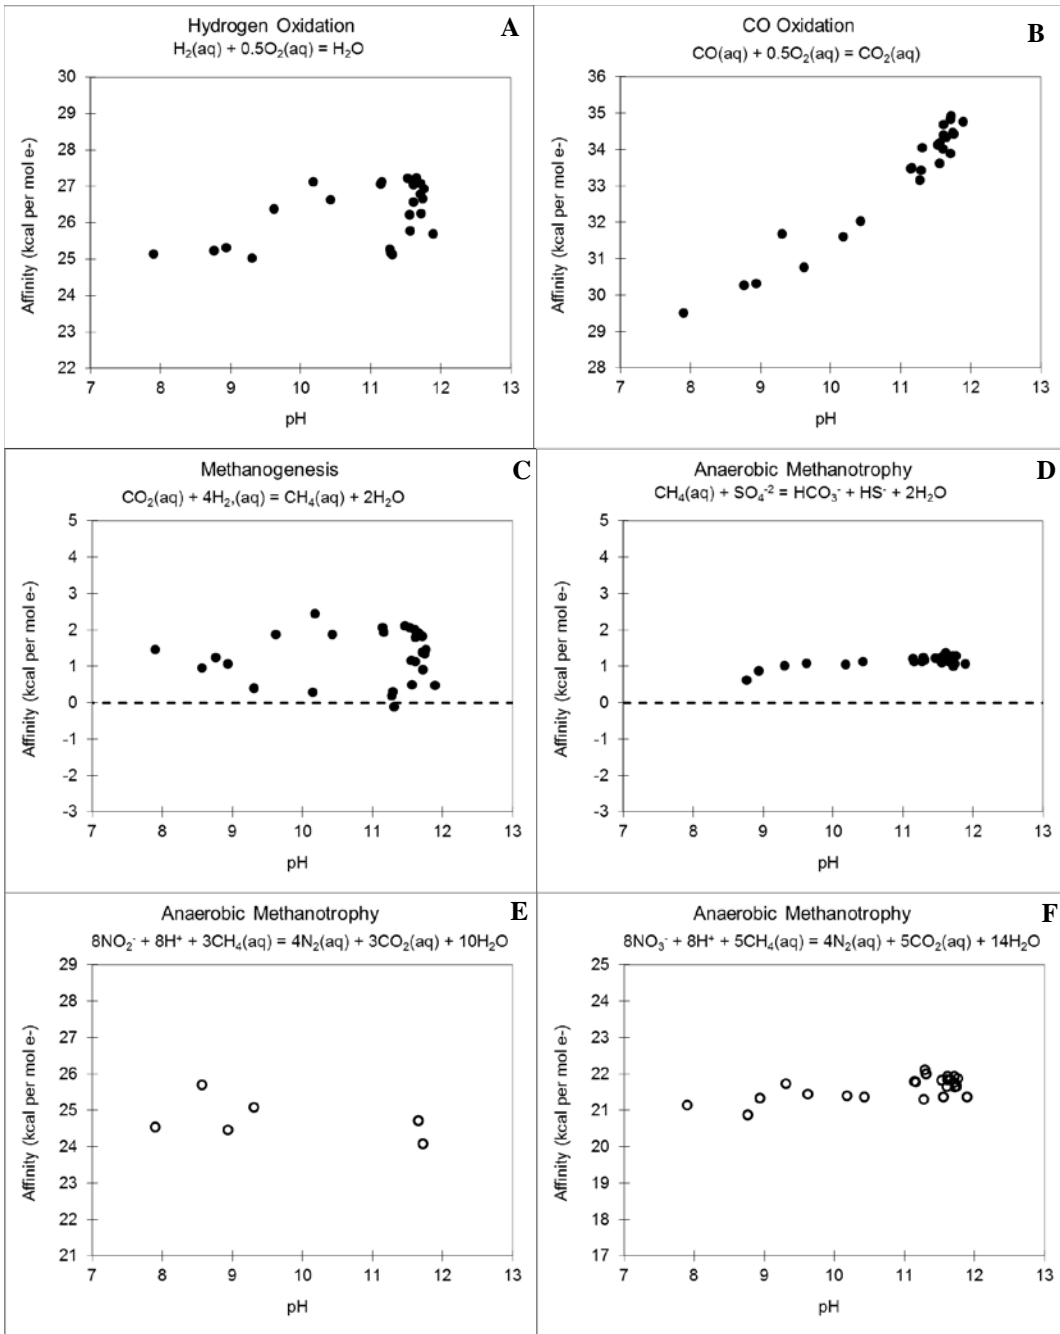 Hydrogen Oxidation
A
H₂(aq) + 0.5O₂(aq) = H₂O
30
29
28
27
26
25
24
23
22
Affinity (kcal per mol e-)
7 8 9 10 11 12 13
pH
CO Oxidation
B
CO(aq) + 0.5O₂(aq) = CO₂(aq)
36
35
34
33
32
31
30
29
28
Affinity (kcal per mol e-)
7 8 9 10 11 12 13
pH
Methanogenesis
C
CO₂(aq) + 4H₂,(aq) = CH₄(aq) + 2H₂O
5
4
3
2
1
0
-1
-2
-3
Affinity (kcal per mol e-)
7 8 9 10 11 12 13
pH
Anaerobic Methanotrophy
D
CH₄(aq) + SO₄⁻² = HCO₃⁻ + HS⁻ + 2H₂O
5
4
3
2
1
0
-1
-2
-3
Affinity (kcal per mol e-)
7 8 9 10 11 12 13
pH
Anaerobic Methanotrophy
E
8NO₂⁻ + 8H⁺ + 3CH₄(aq) = 4N₂(aq) + 3CO₂(aq) + 10H₂O
29
28
27
26
25
24
23
22
21
Affinity (kcal per mol e-)
7 8 9 10 11 12 13
pH
Anaerobic Methanotrophy
F
8NO₃⁻ + 8H⁺ + 5CH₄(aq) = 4N₂(aq) + 5CO₂(aq) + 14H₂O
25
24
23
22
21
20
19
18
17
Affinity (kcal per mol e-)
7 8 9 10 11 12 13
pH